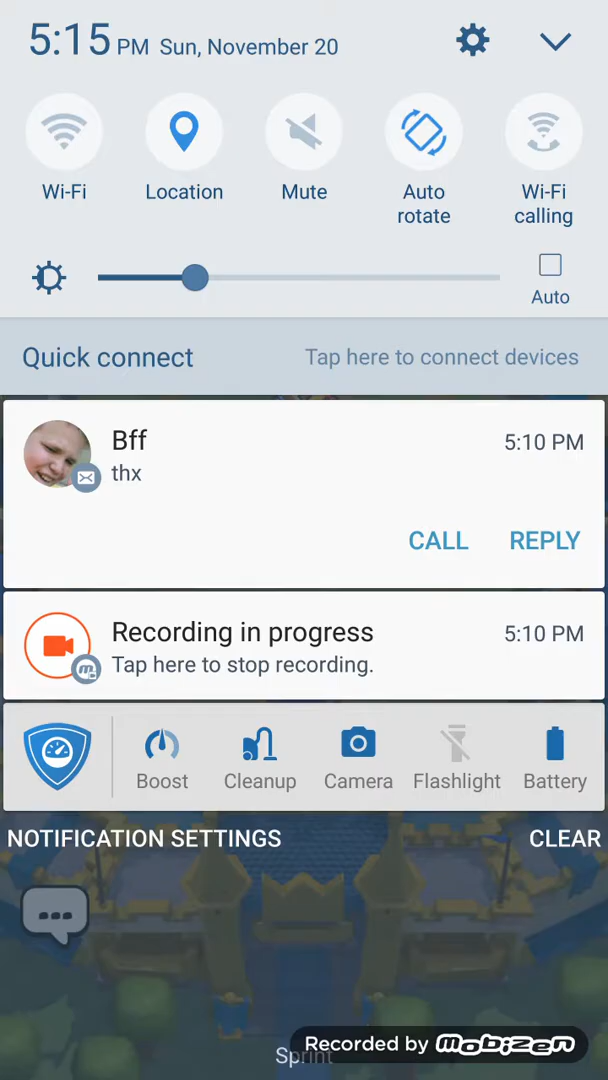 5:15 PM Sun, November 20
Wi-Fi
Location
Mute
Auto
rotate
Wi-Fi
calling
Auto
Quick connect
Tap here to connect devices
Bff
5:10 PM
thx
CALL
REPLY
Recording in progress
5:10 PM
Tap here to stop recording.
Boost
Cleanup
Camera
Flashlight
Battery
NOTIFICATION SETTINGS
CLEAR
Sprint
Recorded by mobizen